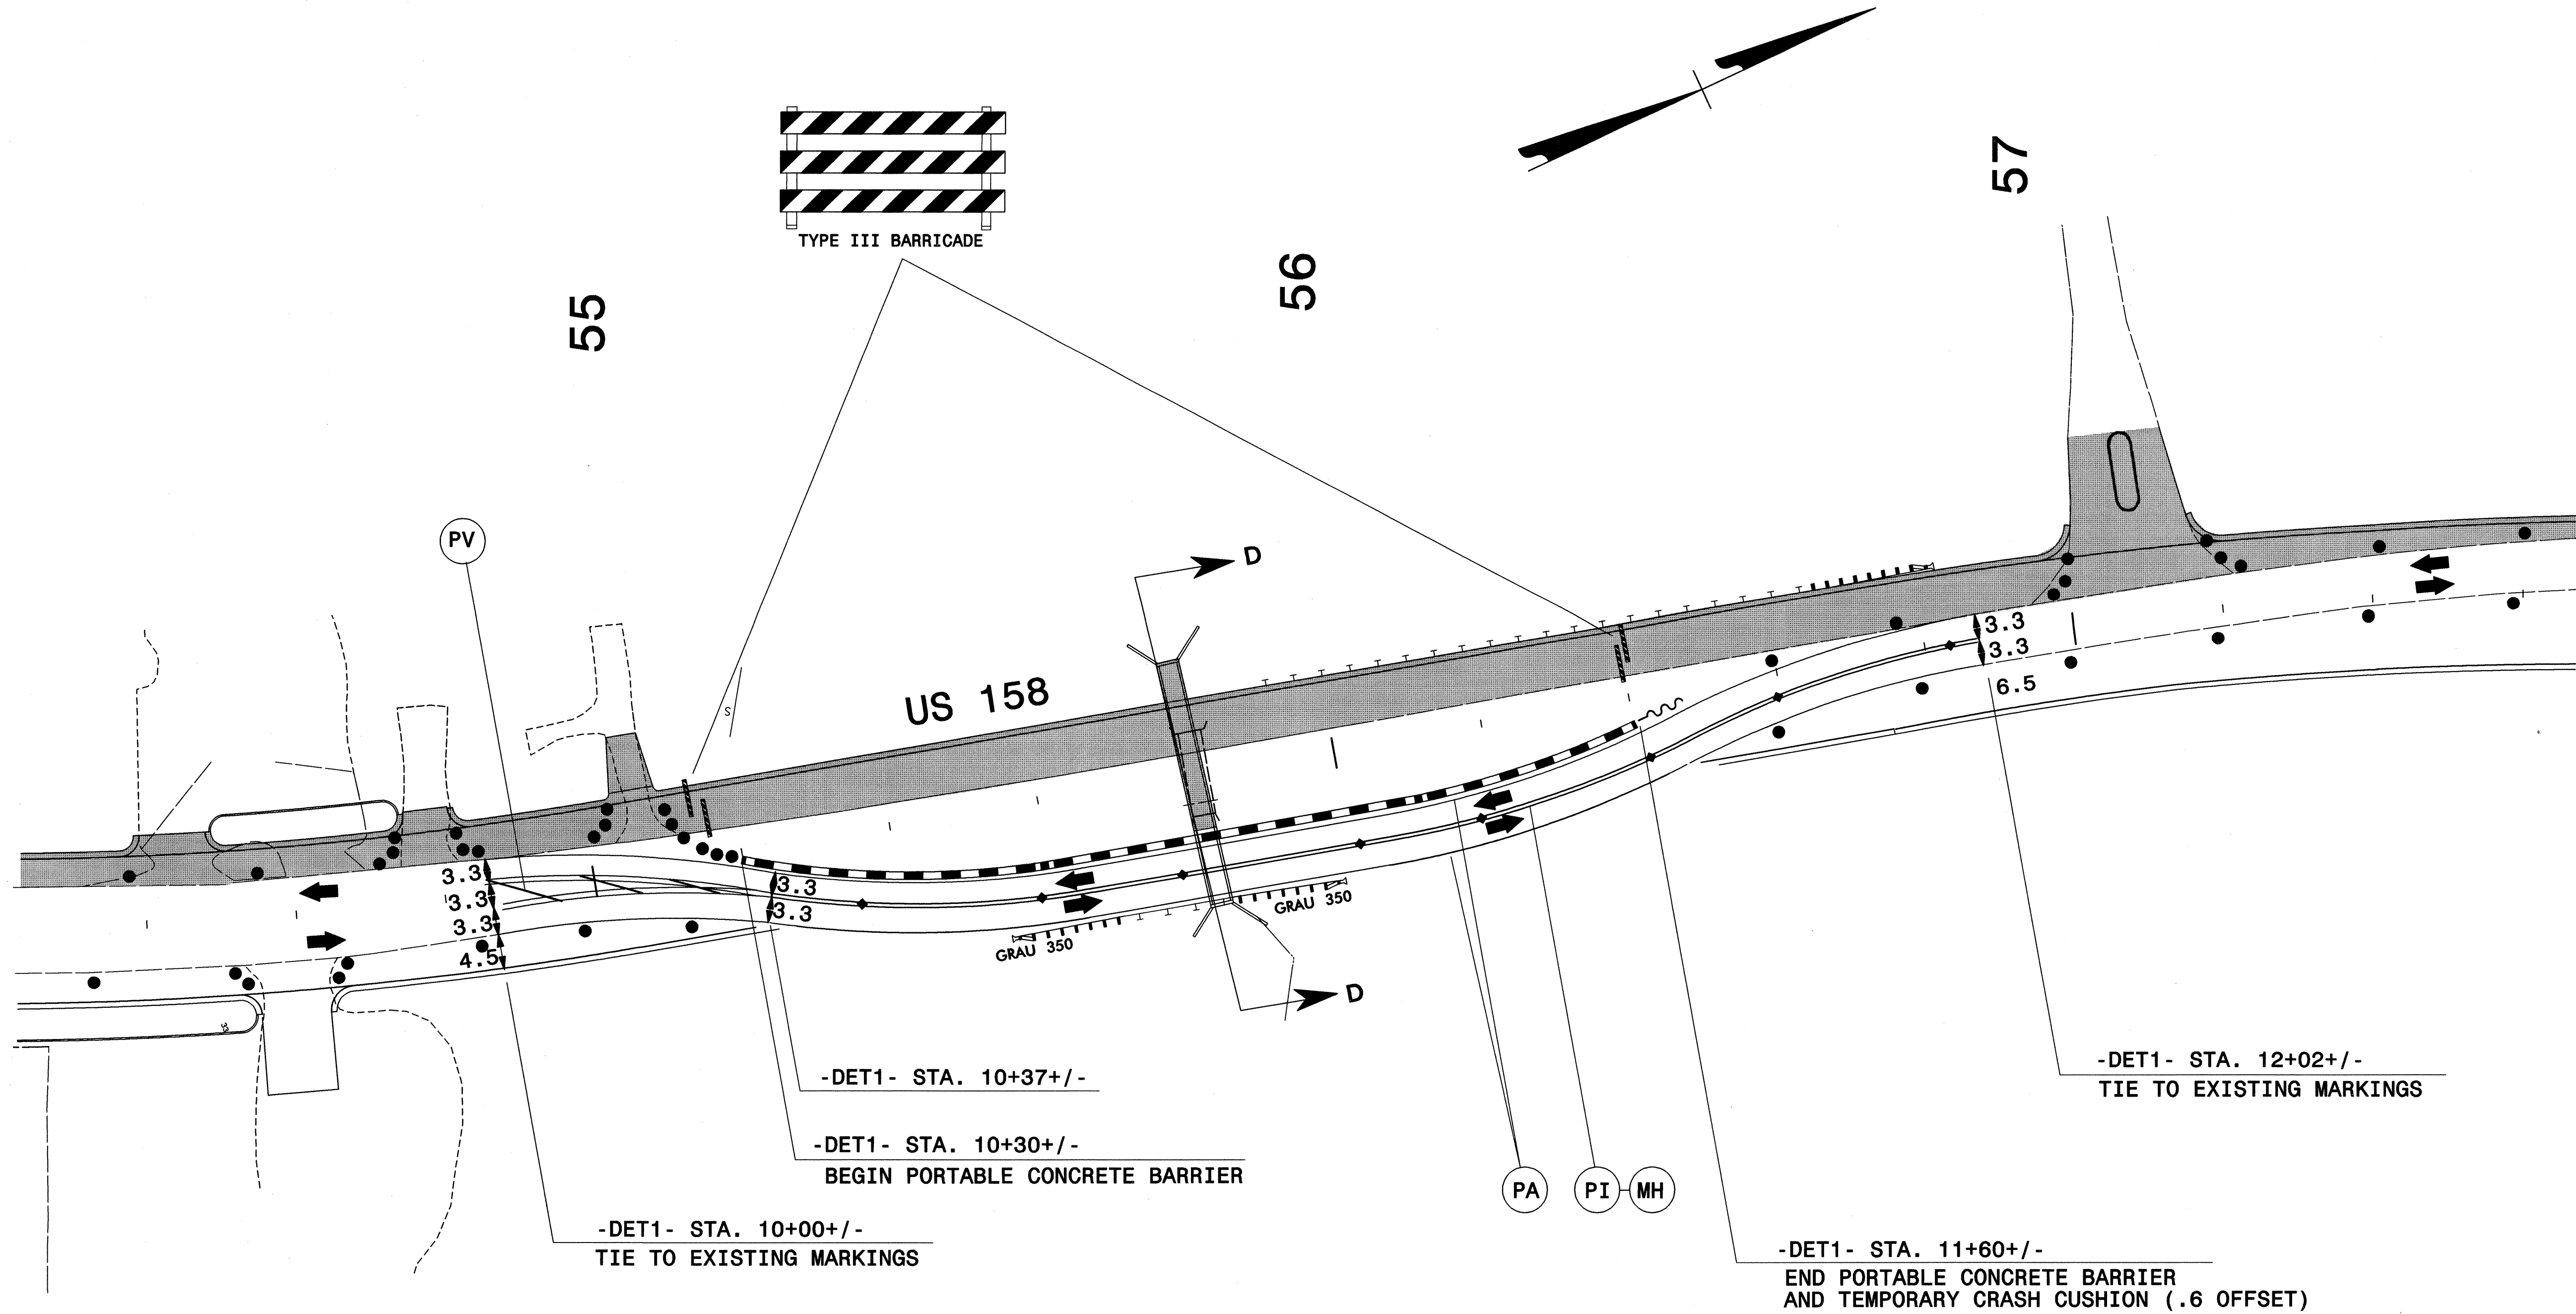 TYPE III BARRICADE
57
56
55
PV
D
3.3
3.3
6.5
US 158
S
3.3
3.3
3.3
4.5
3.3
3.3
GRAU 350
GRAU 350
D
-DET1- STA. 10+37+/-
-DET1- STA. 12+02+/-
TIE TO EXISTING MARKINGS
-DET1- STA. 10+30+/-
BEGIN PORTABLE CONCRETE BARRIER
PA
PI
MH
-DET1- STA. 10+00+/-
TIE TO EXISTING MARKINGS
-DET1- STA. 11+60+/-
END PORTABLE CONCRETE BARRIER
AND TEMPORARY CRASH CUSHION (.6 OFFSET)